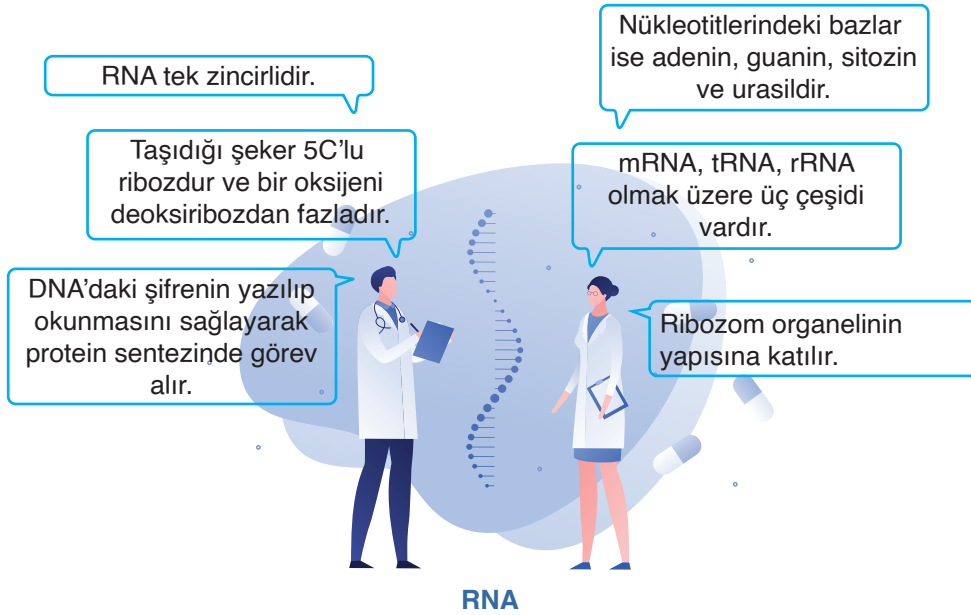 RNA tek zincirlidir.
Taşıdığı şeker 5C’lu
ribozdur ve bir oksijeni
deoksiribozdan fazladır.
DNA’daki şifrenin yazılıp
okunmasını sağlayarak
protein sentezinde görev
alır.
Nükleotitlerindeki bazlar
ise adenin, guanin, sitozin
ve urasildir.
mRNA, tRNA, rRNA
olmak üzere üç çeşidi
vardır.
Ribozom organelinin
yapısına katılır.
RNA